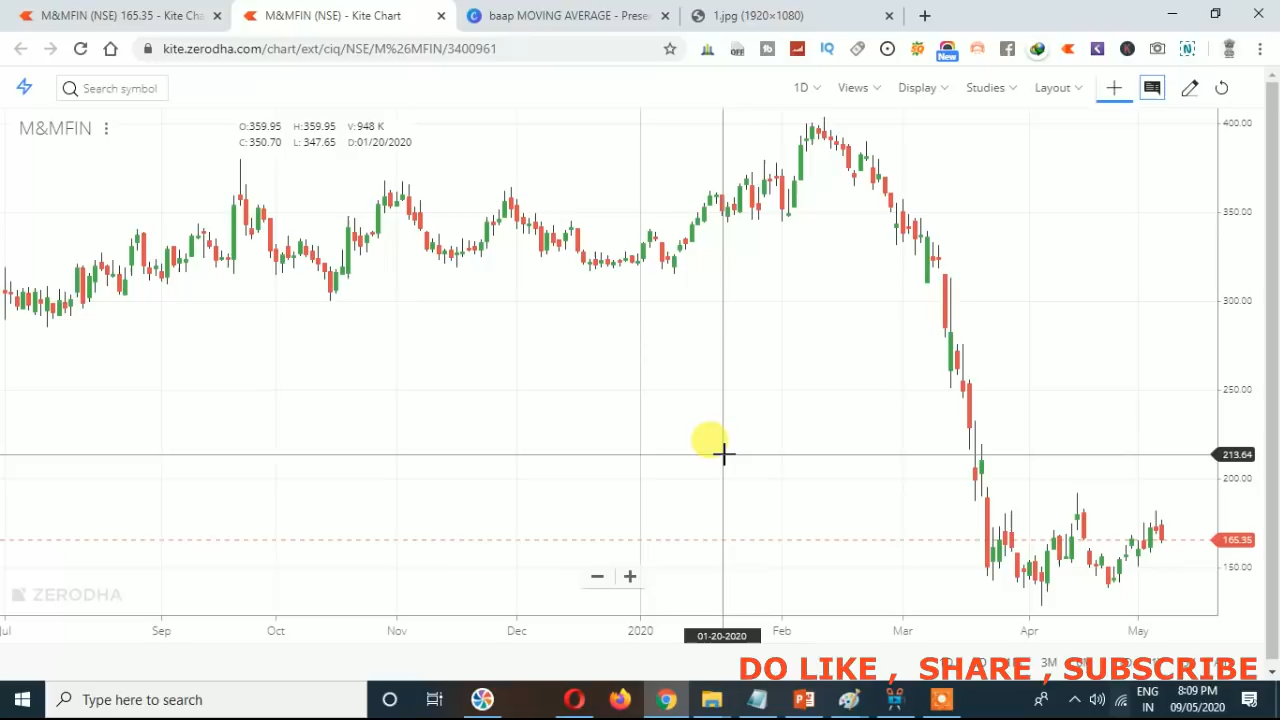 M&MFIN (NSE) 165.35 - Kite Cha
M&MFIN (NSE) - Kite Chart
baap MOVING AVERAGE - Prese
1.jpg (1920×1080)
kite.zerodha.com/chart/ext/ciq/NSE/M%26MFIN/3400961
OFF
IQ
New
Search symbol
1D
Views
Display
Studies
Layout
M&MFIN
O:359.95 H:359.95 V:948 K
C:350.70 L:347.65 D:01/20/2020
400.00
350.00
300.00
250.00
213.64
200.00
165.35
150.00
ZERODHA
Jul
Sep
Oct
Nov
Dec
2020
01-20-2020
Feb
Mar
Apr
May
3M
DO LIKE , SHARE , SUBSCRIBE
Type here to search
ENG
IN
8:09 PM
09/05/2020